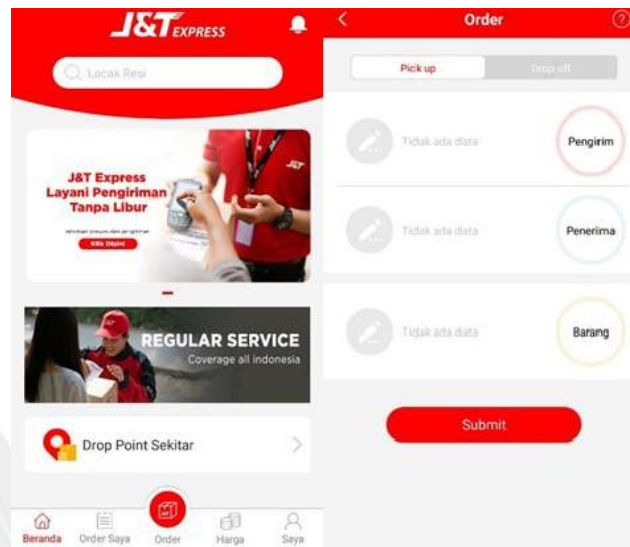 J&T EXPRESS
Lacak Resi
J&T Express
Layani Pengiriman
Tanpa Libur
Klik Disini
J&T
REGULAR SERVICE
Coverage all indonesia
Drop Point Sekitar
Beranda
Order Saya
Order
Harga
Saya
Order
?
Pick up
Drop off
Tidak ada data
Pengirim
Tidak ada data
Penerima
Tidak ada data
Barang
Submit